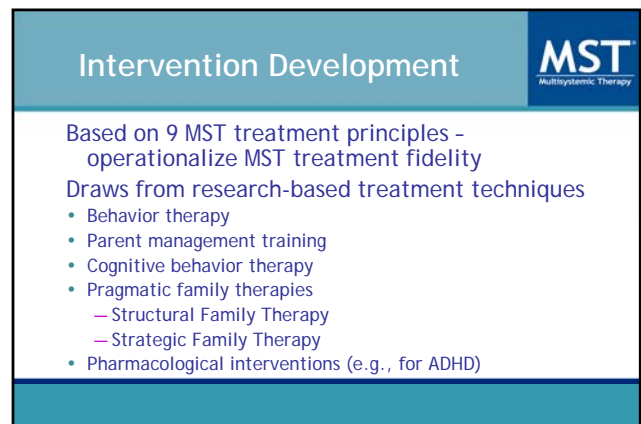 Intervention Development
MST
Multisystemic Therapy
Based on 9 MST treatment principles –
operationalize MST treatment fidelity
Draws from research-based treatment techniques
• Behavior therapy
• Parent management training
• Cognitive behavior therapy
• Pragmatic family therapies
— Structural Family Therapy
— Strategic Family Therapy
• Pharmacological interventions (e.g., for ADHD)